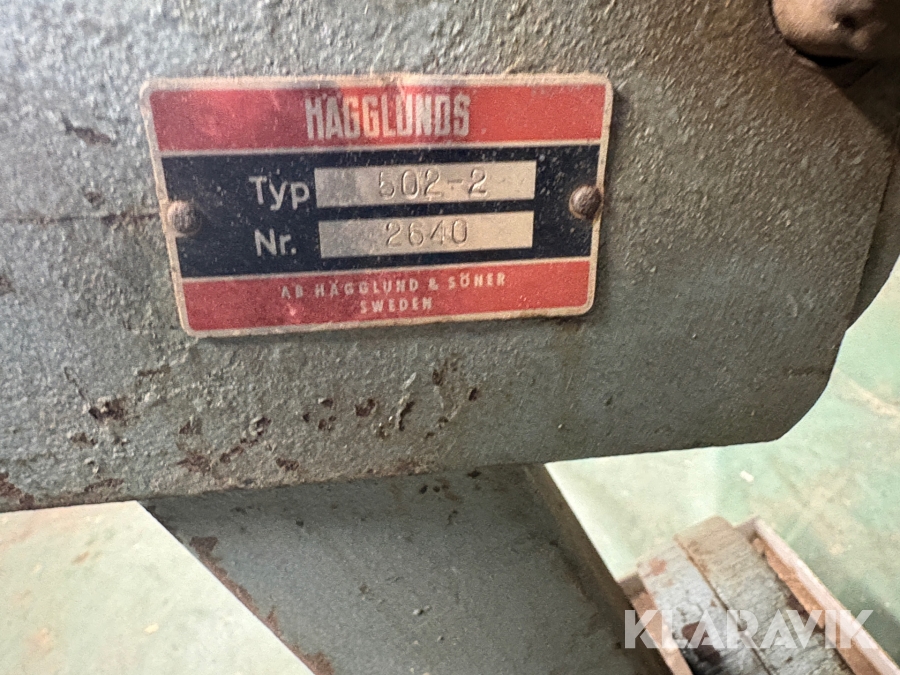 HÄGGLUNDS
Typ 502-2
Nr. 2640
AB HÄGGLUND & SÖNER
SWEDEN
KLARAVIK